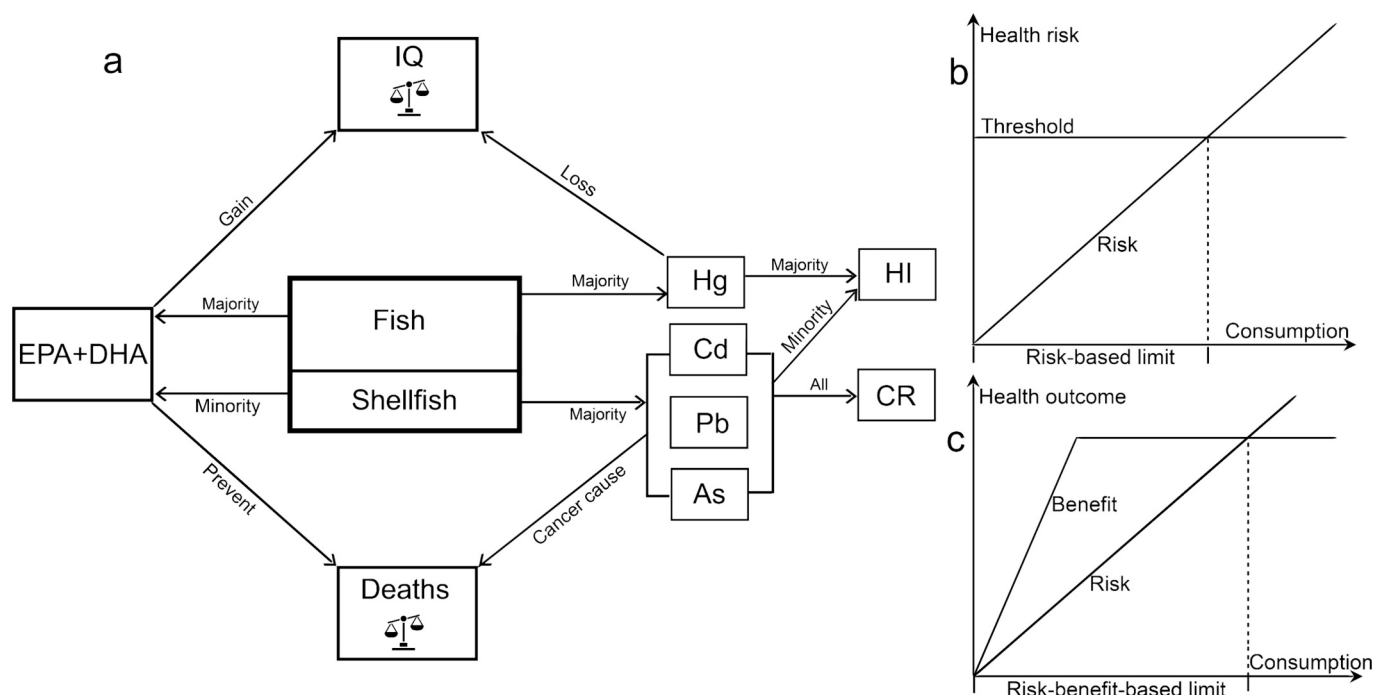 a
IQ
Gain
Loss
EPA+DHA
Majority
Minority
Fish
Shellfish
Majority
Majority
Hg
Cd
Pb
As
Majority
Minority
All
HI
CR
Prevent
Cancer cause
Deaths
b
Health risk
Threshold
Risk
Consumption
Risk-based limit
c
Health outcome
Benefit
Risk
Consumption
Risk-benefit-based limit